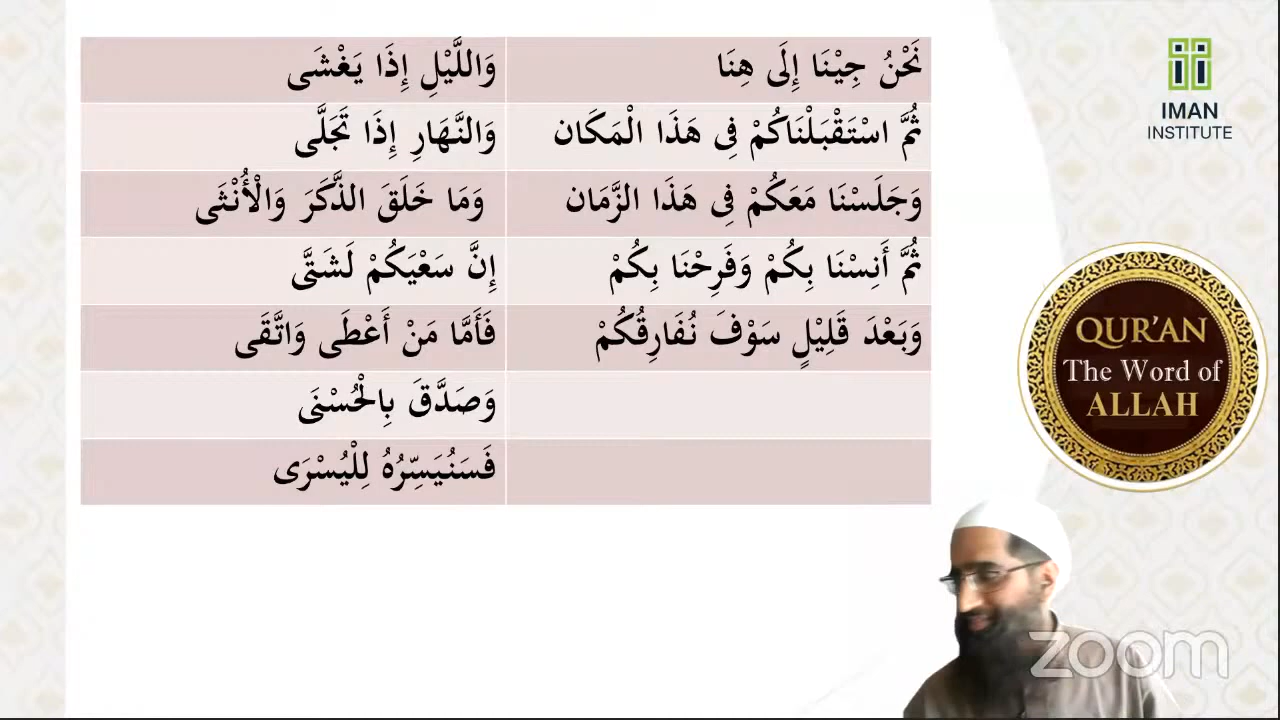 نَحْنُ جِيْنَا إِلَى هِنَا
وَاللَّيْلِ إِذَا يَغْشَى
ثُمَّ اسْتَقْبَلْنَاكُمْ فِي هَذَا الْمَكَان
وَالنَّهَارِ إِذَا تَجَلَّى
وَجَلَسْنَا مَعَكُمْ فِي هَذَا الزَّمَان
وَمَا خَلَقَ الذَّكَرَ وَالْأُنْثَى
ثُمَّ أَنِسْنَا بِكُمْ وَفَرِحْنَا بِكُمْ
إِنَّ سَعْيَكُمْ لَشَتَّى
وَبَعْدَ قَلِيْلٍ سَوْفَ نُفَارِقُكُمْ
فَأَمَّا مَنْ أَعْطَى وَاتَّقَى
وَصَدَّقَ بِالْحُسْنَى
فَسَنُيَسِّرُهُ لِلْيُسْرَى
IMAN
INSTITUTE
QUR'AN
The Word of
ALLAH
zoom